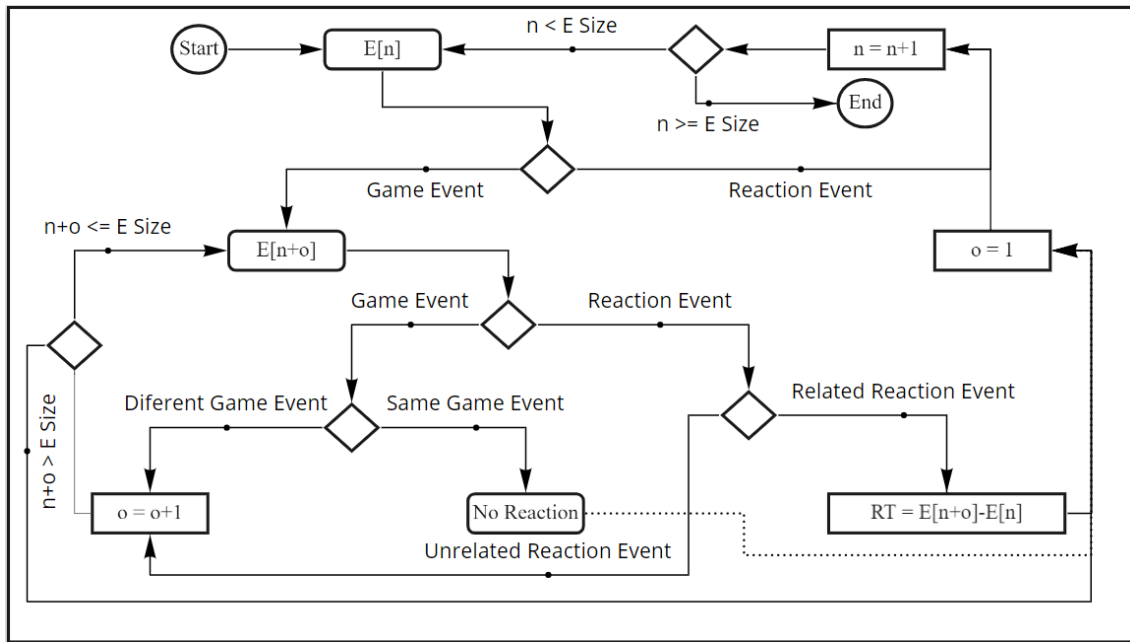 n < E Size
Start
E[n]
n = n+1
End
n >= E Size
Game Event
Reaction Event
n+o <= E Size
E[n+o]
o = 1
Game Event
Reaction Event
Related Reaction Event
Diferent Game Event
Same Game Event
n+o > E Size
o = o+1
No Reaction
RT = E[n+o]-E[n]
Unrelated Reaction Event